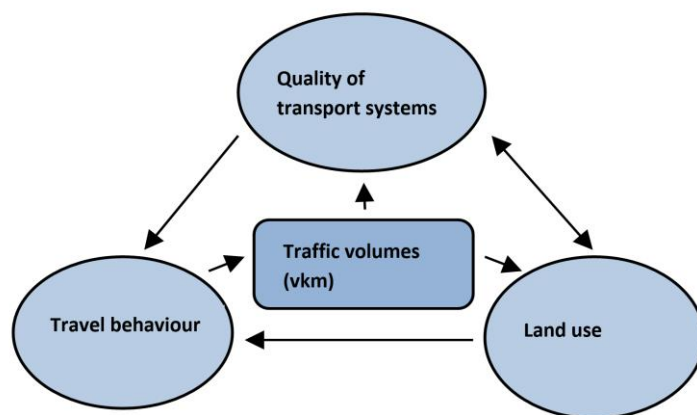 Quality of
transport systems
Traffic volumes
(vkm)
Travel behaviour
Land use